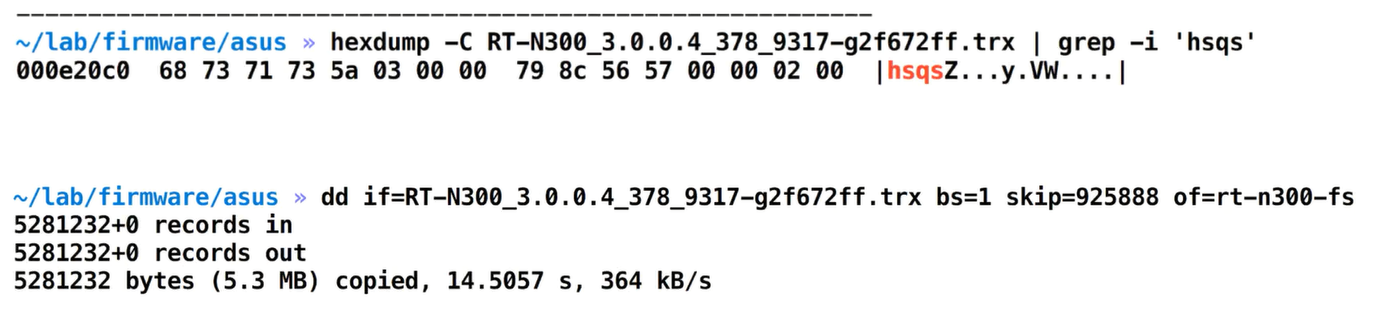 ~/lab/firmware/asus » hexdump -C RT-N300_3.0.0.4_378_9317-g2f672ff.trx | grep -i 'hsqs'
000e20c0  68 73 71 73 5a 03 00 00  79 8c 56 57 00 00 02 00  |hsqsZ...y.VW....|
~/lab/firmware/asus » dd if=RT-N300_3.0.0.4_378_9317-g2f672ff.trx bs=1 skip=925888 of=rt-n300-fs
5281232+0 records in
5281232+0 records out
5281232 bytes (5.3 MB) copied, 14.5057 s, 364 kB/s